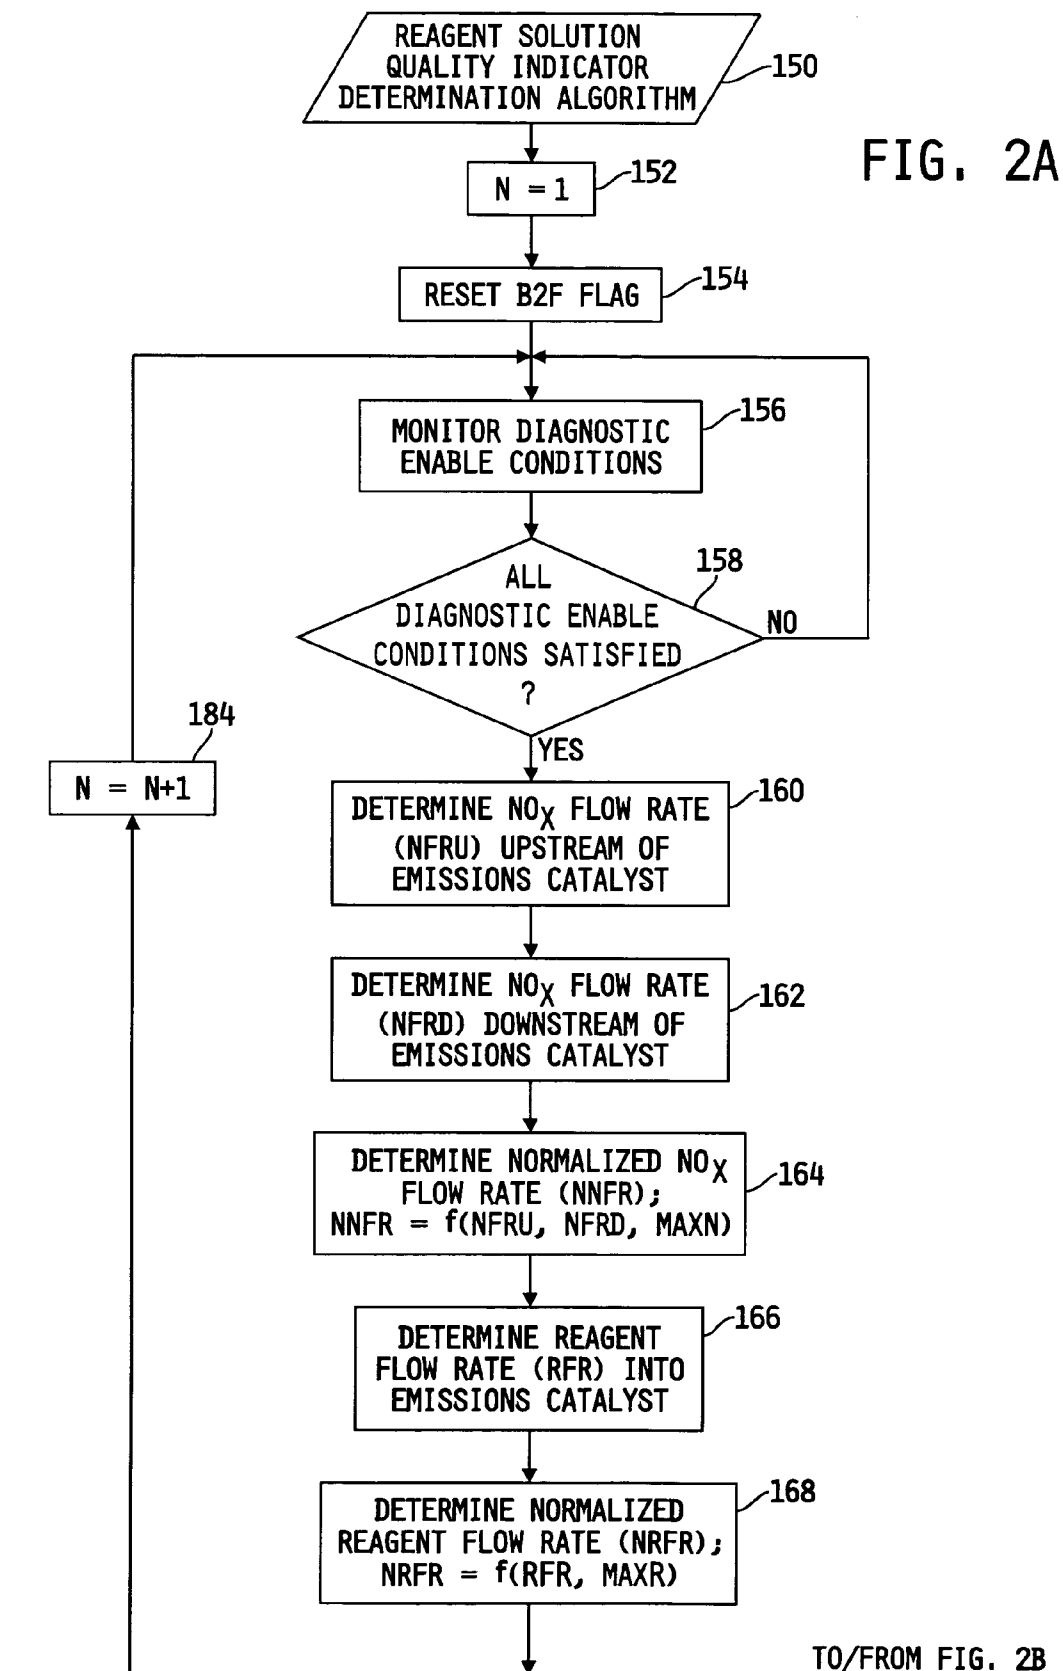 REAGENT SOLUTION
QUALITY INDICATOR
DETERMINATION ALGORITHM
150
FIG. 2A
N = 1
152
RESET B2F FLAG
154
MONITOR DIAGNOSTIC
ENABLE CONDITIONS
156
ALL
DIAGNOSTIC ENABLE
CONDITIONS SATISFIED
?
158
NO
YES
184
N = N+1
DETERMINE NOX FLOW RATE
(NFRU) UPSTREAM OF
EMISSIONS CATALYST
160
DETERMINE NOX FLOW RATE
(NFRD) DOWNSTREAM OF
EMISSIONS CATALYST
162
DETERMINE NORMALIZED NOX
FLOW RATE (NNFR);
NNFR = f(NFRU, NFRD, MAXN)
164
DETERMINE REAGENT
FLOW RATE (RFR) INTO
EMISSIONS CATALYST
166
DETERMINE NORMALIZED
REAGENT FLOW RATE (NRFR);
NRFR = f(RFR, MAXR)
168
TO/FROM FIG. 2B